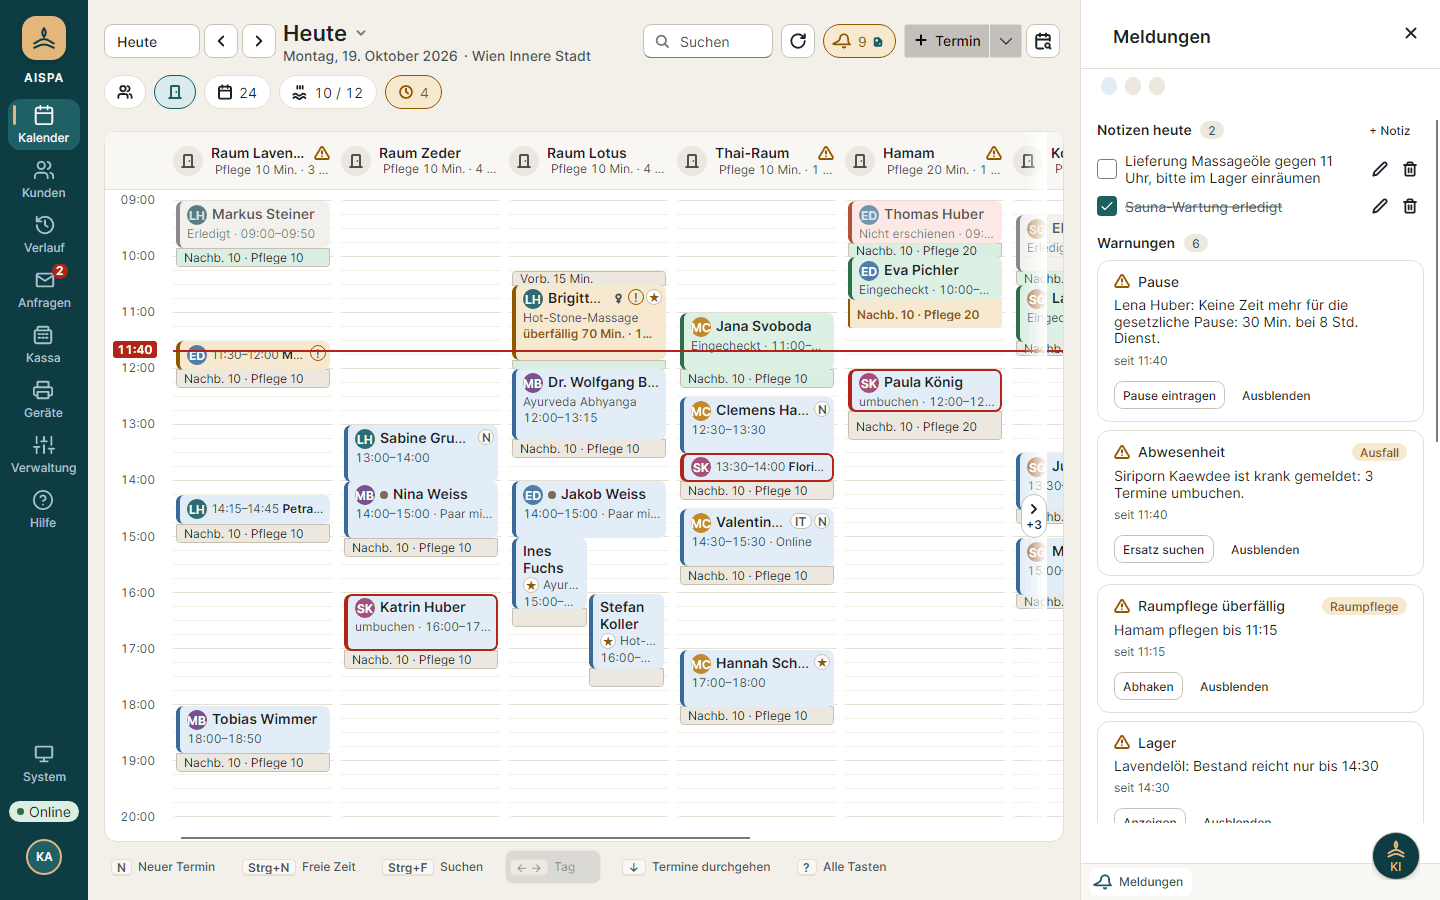 AISPA
Kalender
Kunden
Verlauf
2
Anfragen
Kassa
Geräte
Verwaltung
Hilfe
System
Online
KA
Heute
Heute
Montag, 19. Oktober 2026 · Wien Innere Stadt
Suchen
9
+ Termin
24
10 / 12
4
Raum Laven...
Pflege 10 Min. · 3 ...
Raum Zeder
Pflege 10 Min. · 4 ...
Raum Lotus
Pflege 10 Min. · 4 ...
Thai-Raum
Pflege 10 Min. · 1 ...
Hamam
Pflege 20 Min. · 1 ...
09:00
10:00
11:00
11:40
12:00
13:00
14:00
15:00
16:00
17:00
18:00
19:00
20:00
LH Markus Steiner
Erledigt · 09:00–09:50
Nachb. 10 · Pflege 10
ED 11:30–12:00 M...
Nachb. 10 · Pflege 10
LH 14:15–14:45 Petra...
Nachb. 10 · Pflege 10
MB Tobias Wimmer
18:00–18:50
Nachb. 10 · Pflege 10
LH Sabine Gru... N
13:00–14:00
MB Nina Weiss
14:00–15:00 · Paar mi...
Nachb. 10 · Pflege 10
SK Katrin Huber
umbuchen · 16:00–17...
Nachb. 10 · Pflege 10
Vorb. 15 Min.
LH Brigitt...
Hot-Stone-Massage
überfällig 70 Min. · 1...
MB Dr. Wolfgang B...
Ayurveda Abhyanga
12:00–13:15
Nachb. 10 · Pflege 10
ED Jakob Weiss
14:00–15:00 · Paar mi...
Ines
Fuchs
Ayur...
15:00–...
Stefan
Koller
Hot-...
16:00–...
MC Jana Svoboda
Eingecheckt · 11:00–...
Nachb. 10 · Pflege 10
MC Clemens Ha... N
12:30–13:30
SK 13:30–14:00 Flori...
Nachb. 10 · Pflege 10
MC Valentin... IT N
14:30–15:30 · Online
Nachb. 10 · Pflege 10
MC Hannah Sch...
17:00–18:00
Nachb. 10 · Pflege 10
ED Thomas Huber
Nicht erschienen · 09:...
Nachb. 10 · Pflege 20
ED Eva Pichler
Eingecheckt · 10:00–...
Nachb. 10 · Pflege 20
SK Paula König
umbuchen · 12:00–12...
Nachb. 10 · Pflege 20
+3
N Neuer Termin
Strg+N Freie Zeit
Strg+F Suchen
← → Tag
↓ Termine durchgehen
? Alle Tasten
Meldungen
Notizen heute 2
+ Notiz
Lieferung Massageöle gegen 11
Uhr, bitte im Lager einräumen
Sauna-Wartung erledigt
Warnungen 6
Pause
Lena Huber: Keine Zeit mehr für die
gesetzliche Pause: 30 Min. bei 8 Std.
Dienst.
seit 11:40
Pause eintragen
Ausblenden
Abwesenheit
Ausfall
Siriporn Kaewdee ist krank gemeldet: 3
Termine umbuchen.
seit 11:40
Ersatz suchen
Ausblenden
Raumpflege überfällig
Raumpflege
Hamam pflegen bis 11:15
seit 11:15
Abhaken
Ausblenden
Lager
Lavendelöl: Bestand reicht nur bis 14:30
seit 14:30
Anzeigen
Ausblenden
KI
Meldungen